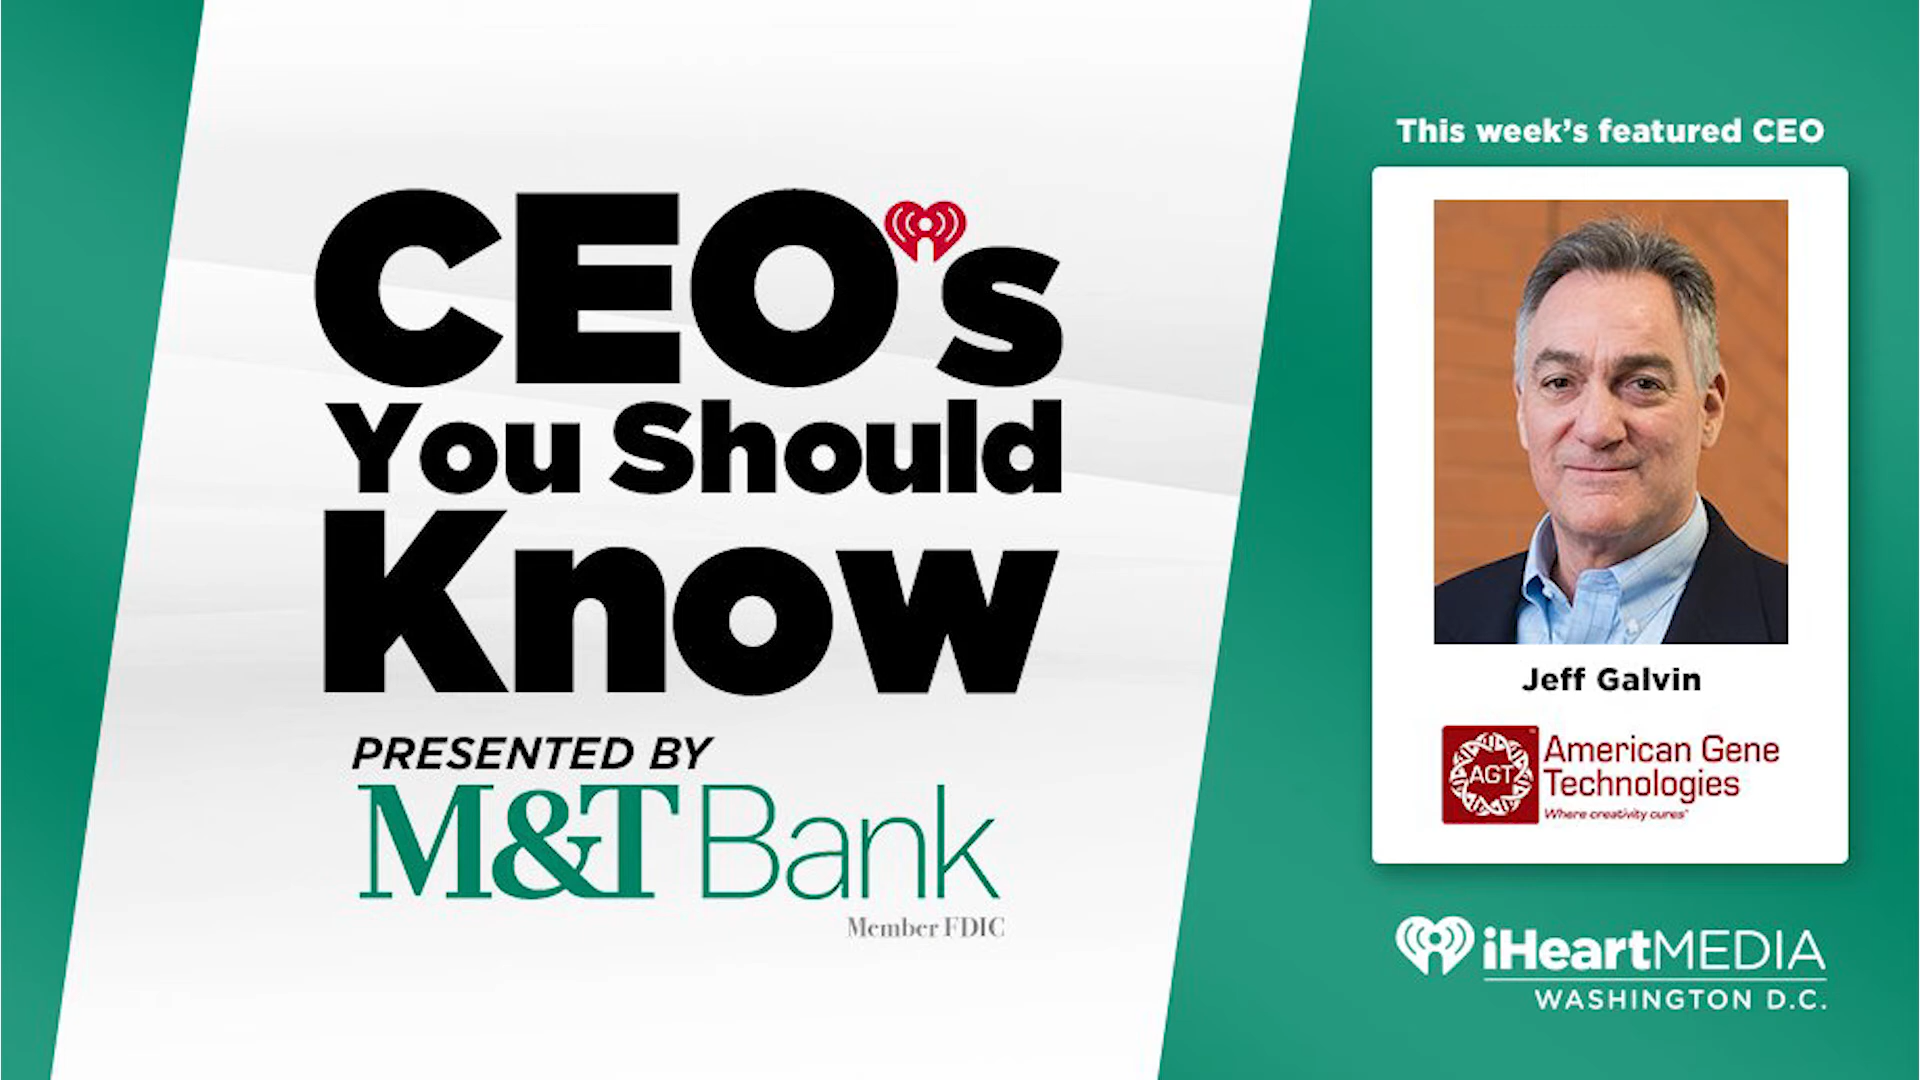 CEO's
You Should
Know
PRESENTED BY
M&T Bank
Member FDIC
This week's featured CEO
Jeff Galvin
AGT
American Gene
Technologies
Where creativity cures
iHeartMEDIA
WASHINGTON D.C.